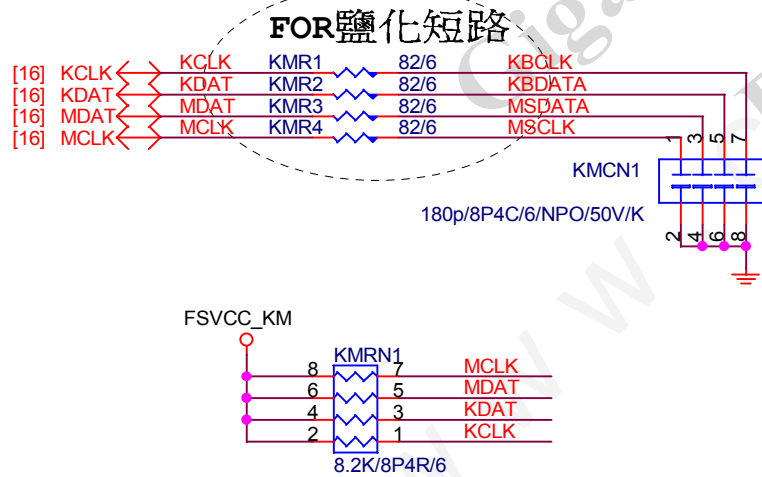 FOR鹽化短路
[16] KCLK KCLK KMR1 82/6 KBCLK
[16] KDAT KDAT KMR2 82/6 KBDATA
[16] MDAT MDAT KMR3 82/6 MSDATA
[16] MCLK MCLK KMR4 82/6 MSCLK
1 3 5 7
KMCN1
180p/8P4C/6/NPO/50V/K
2 4 6 8
FSVCC_KM
KMRN1
8 7 MCLK
6 5 MDAT
4 3 KDAT
2 1 KCLK
8.2K/8P4R/6